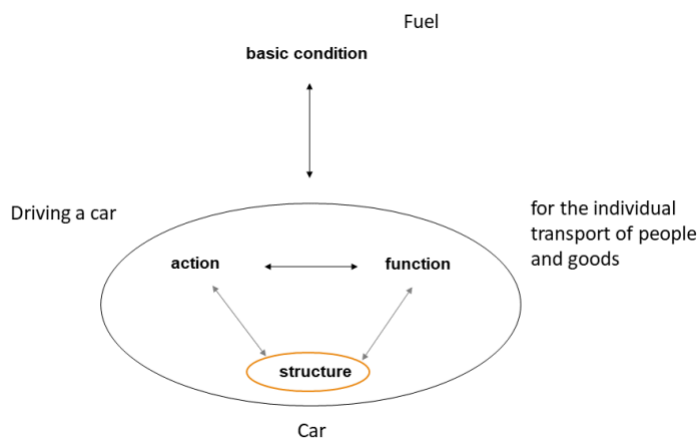 Fuel
basic condition
Driving a car
for the individual
transport of people
and goods
action
function
structure
Car